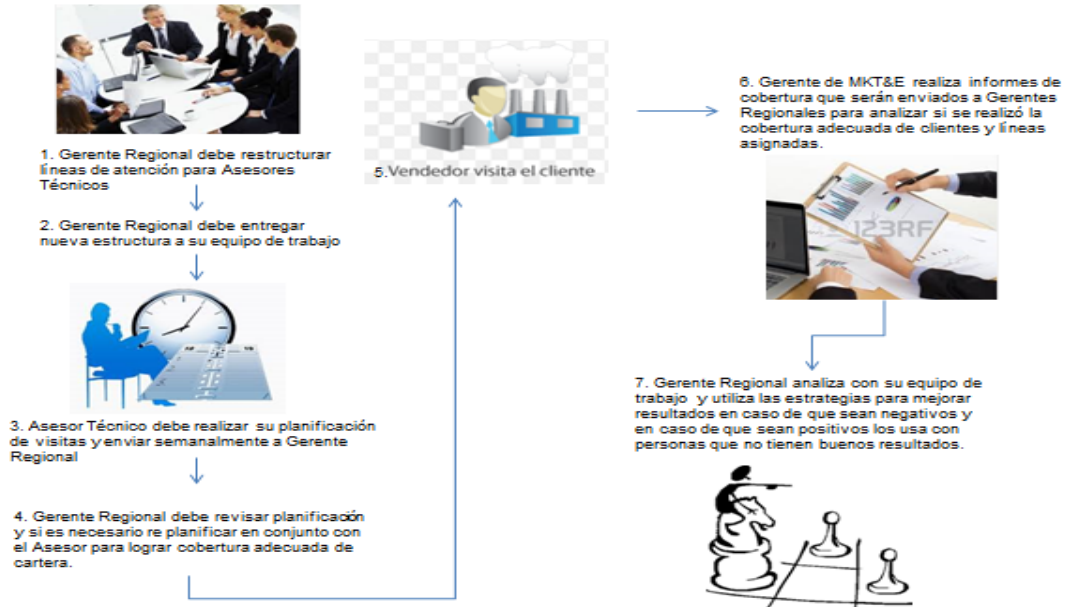 1. Gerente Regional debe restructurar
líneas de atención para Asesores
Técnicos
2. Gerente Regional debe entregar
nueva estructura a su equipo de trabajo
3. Asesor Técnico debe realizar su planificación
de visitas y enviar semanalmente a Gerente
Regional
4. Gerente Regional debe revisar planificación
y si es necesario re planificar en conjunto con
el Asesor para lograr cobertura adecuada de
cartera.
5.Vendedor visita el cliente
6. Gerente de MKT&E realiza informes de
cobertura que serán enviados a Gerentes
Regionales para analizar si se realizó la
cobertura adecuada de clientes y líneas
asignadas.
123RF
7. Gerente Regional analiza con su equipo de
trabajo y utiliza las estrategias para mejorar
resultados en caso de que sean negativos y
en caso de que sean positivos los usa con
personas que no tienen buenos resultados.